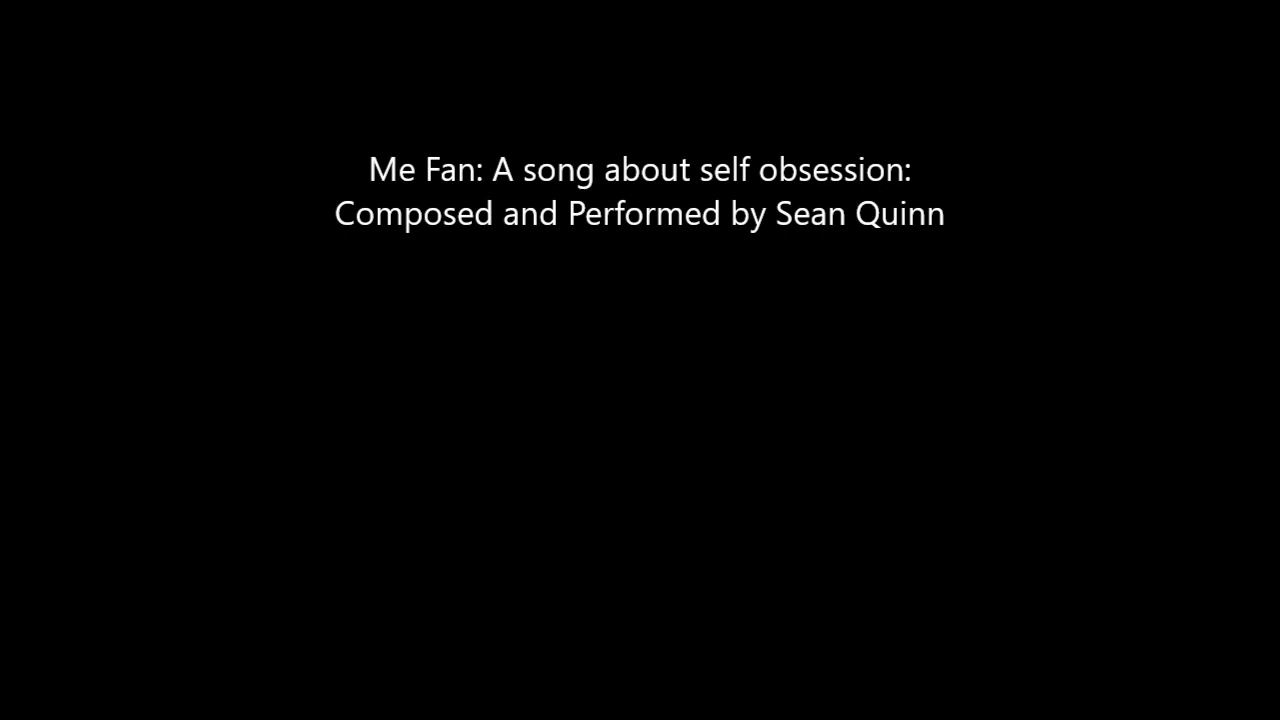 Me Fan: A song about self obsession:
Composed and Performed by Sean Quinn